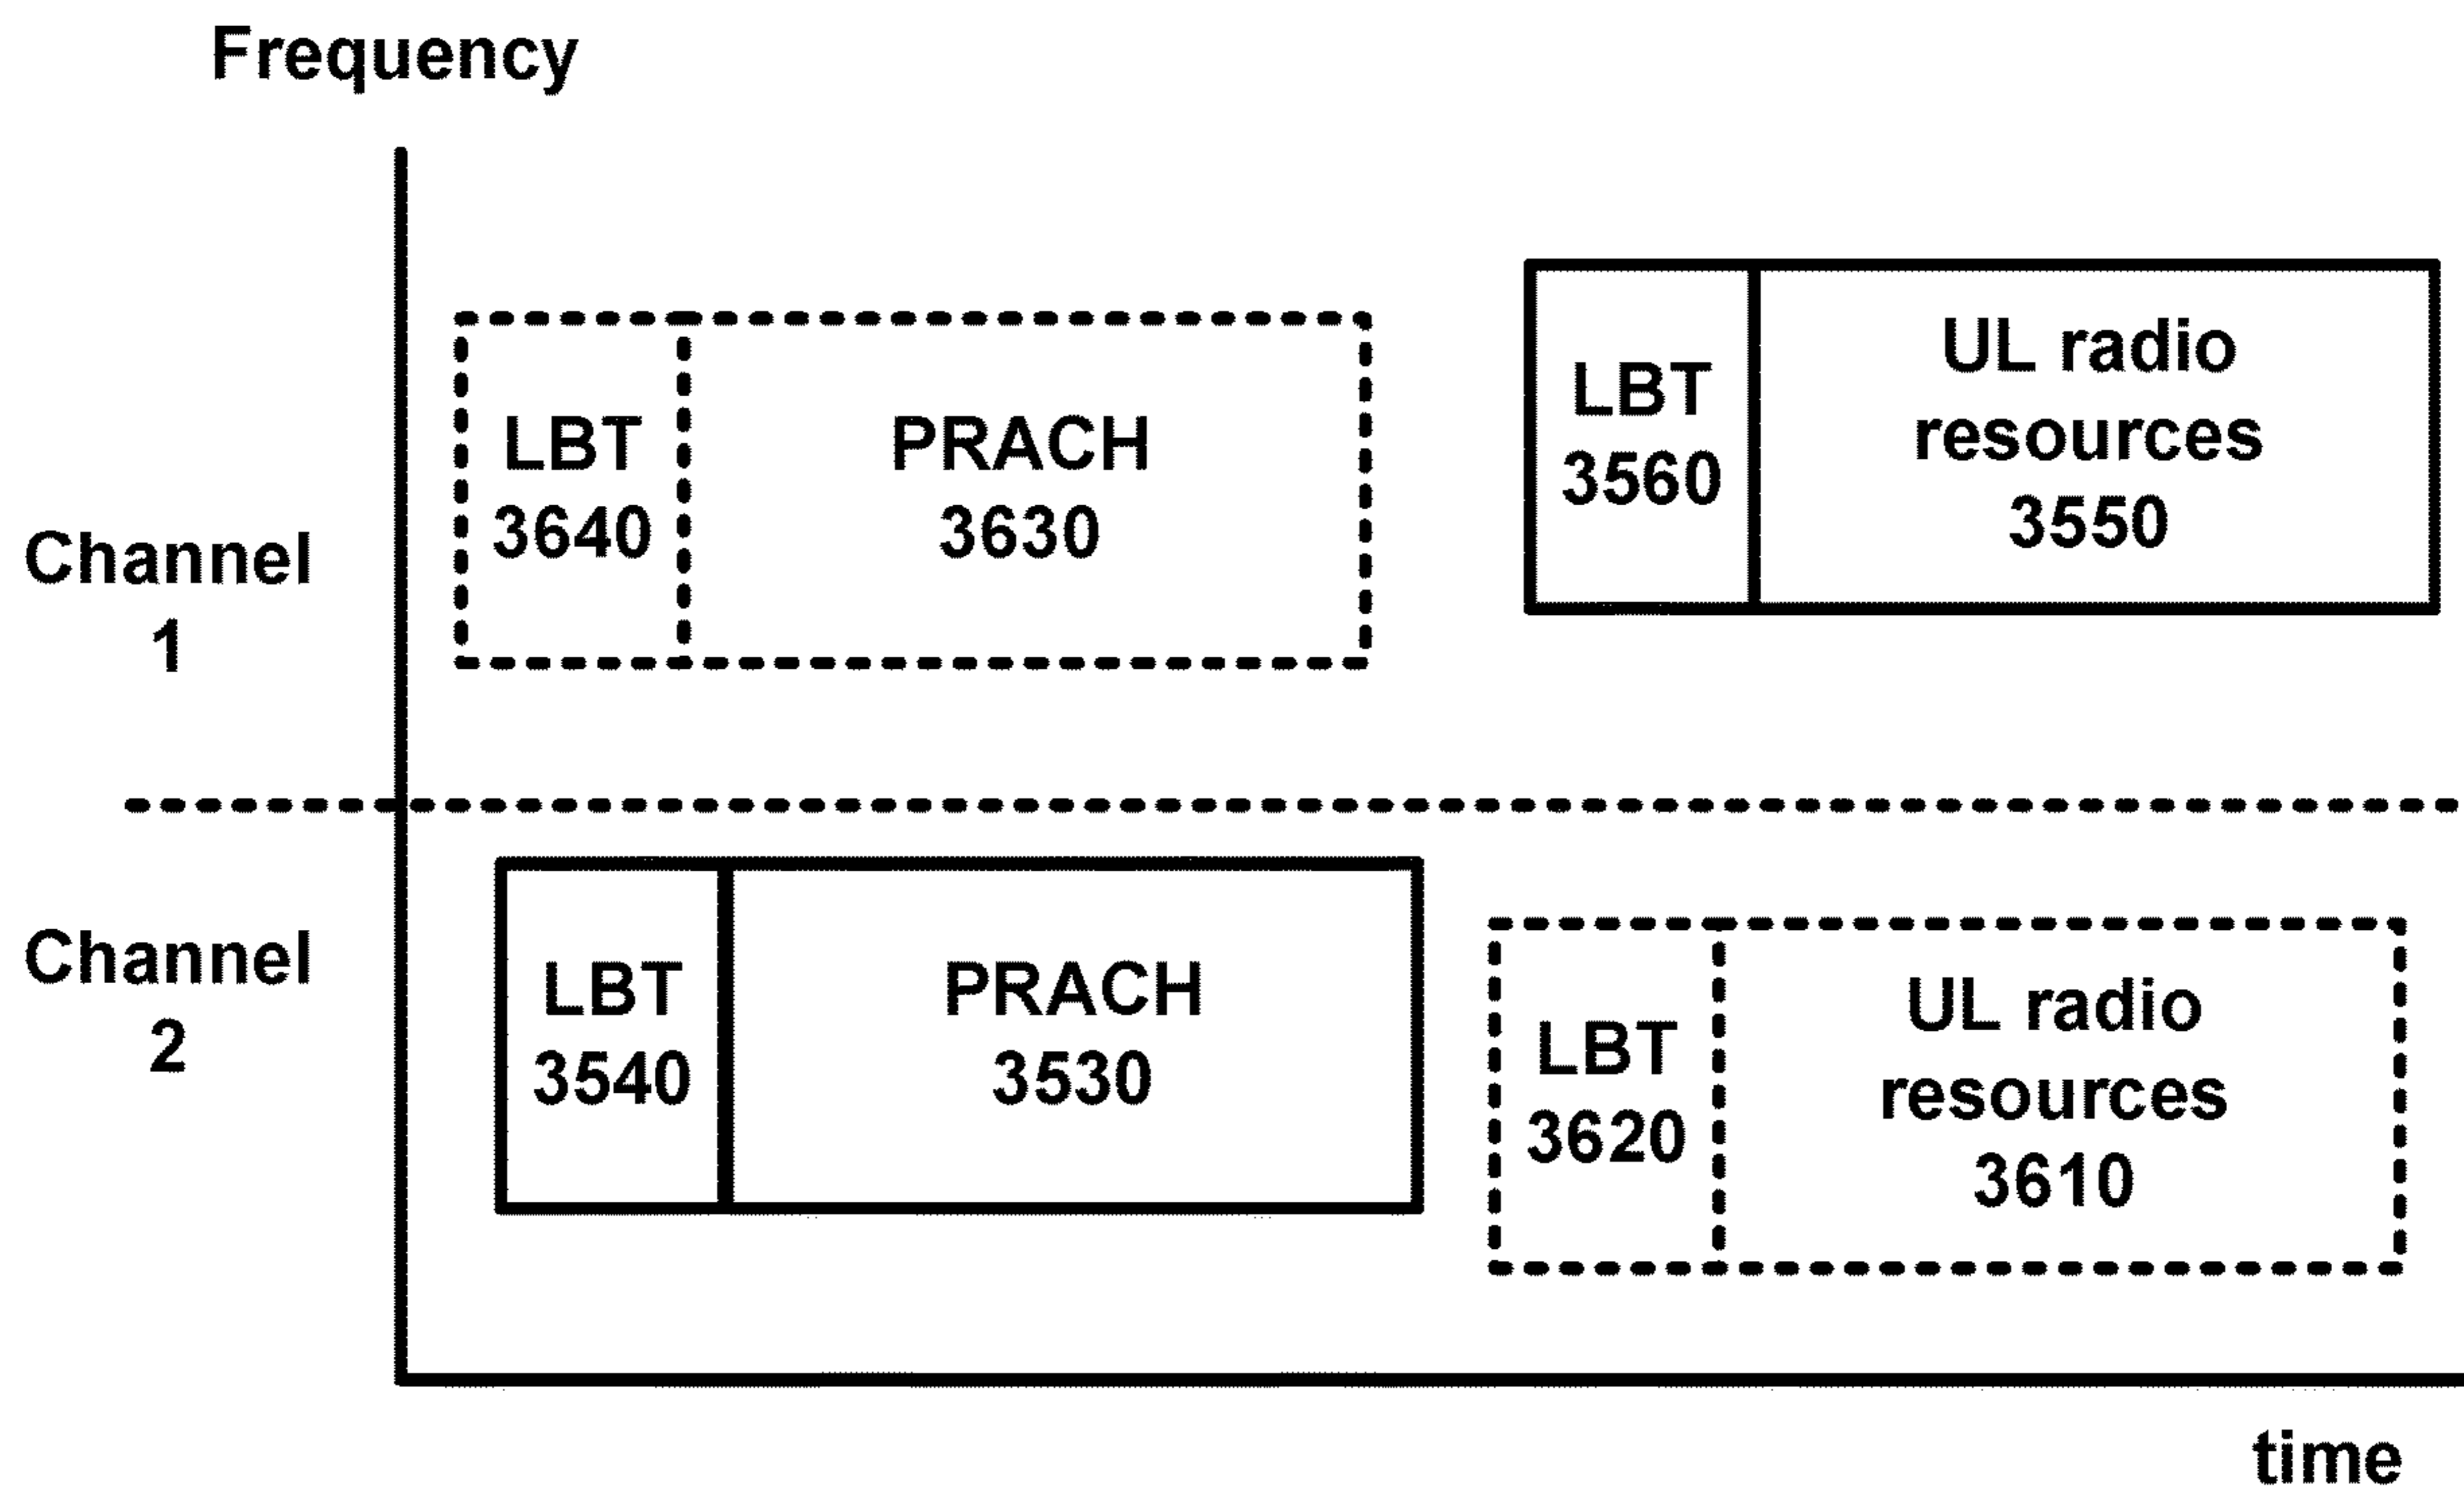 Frequency
Channel
1
LBT
3640
PRACH
3630
LBT
3560
UL radio
resources
3550
Channel
2
LBT
3540
PRACH
3530
LBT
3620
UL radio
resources
3610
time